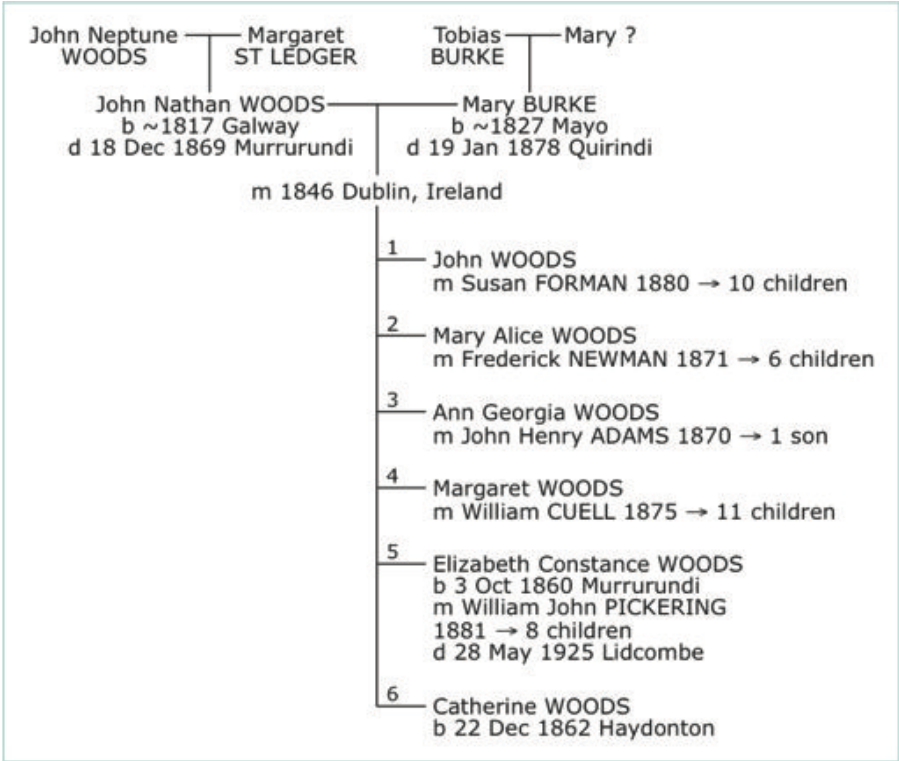 John Neptune WOODS
Margaret ST LEDGER
Tobias BURKE
Mary ?
John Nathan WOODS
b ~1817 Galway
d 18 Dec 1869 Murrurundi
Mary BURKE
b ~1827 Mayo
d 19 Jan 1878 Quirindi
m 1846 Dublin, Ireland
1
John WOODS
m Susan FORMAN 1880 → 10 children
2
Mary Alice WOODS
m Frederick NEWMAN 1871 → 6 children
3
Ann Georgia WOODS
m John Henry ADAMS 1870 → 1 son
4
Margaret WOODS
m William CUELL 1875 → 11 children
5
Elizabeth Constance WOODS
b 3 Oct 1860 Murrurundi
m William John PICKERING
1881 → 8 children
d 28 May 1925 Lidcombe
6
Catherine WOODS
b 22 Dec 1862 Haydonton